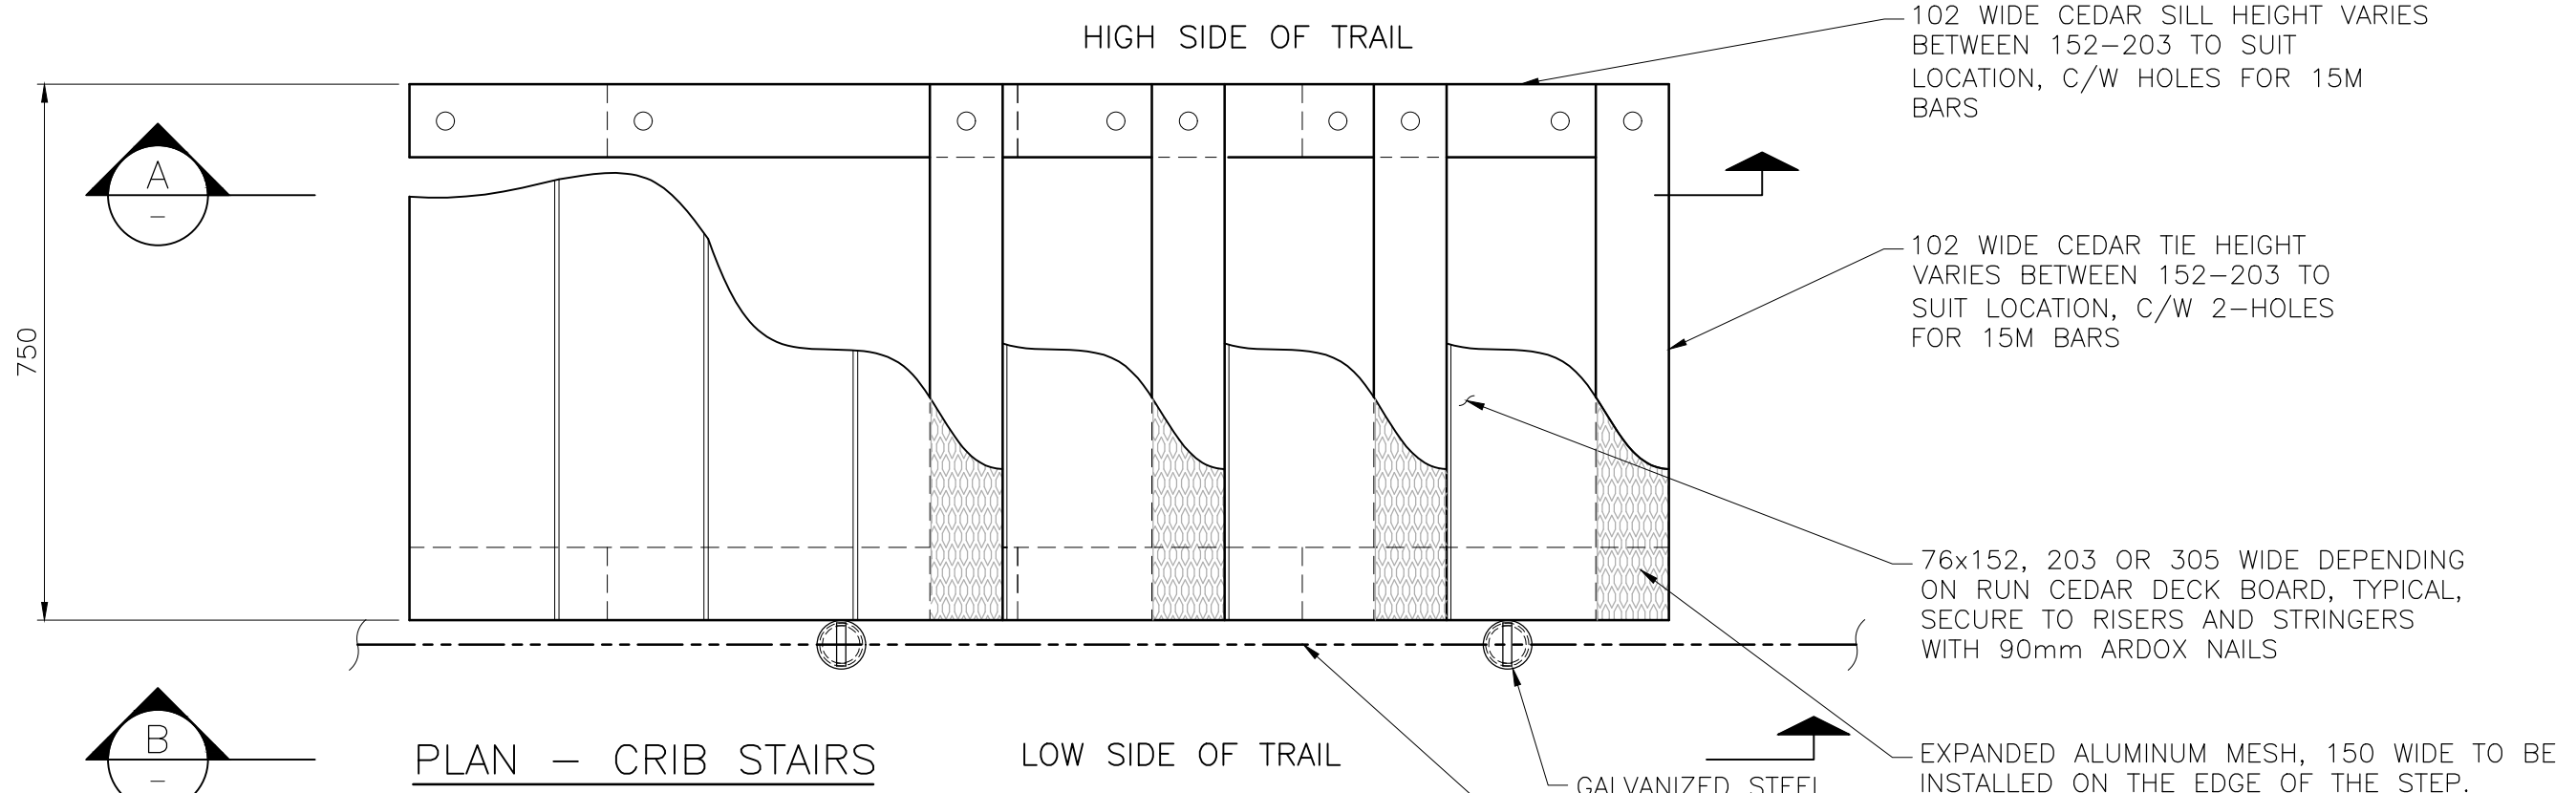 HIGH SIDE OF TRAIL
102 WIDE CEDAR SILL HEIGHT VARIES
BETWEEN 152-203 TO SUIT
LOCATION, C/W HOLES FOR 15M
BARS
A
-
750
102 WIDE CEDAR TIE HEIGHT
VARIES BETWEEN 152-203 TO
SUIT LOCATION, C/W 2-HOLES
FOR 15M BARS
76x152, 203 OR 305 WIDE DEPENDING
ON RUN CEDAR DECK BOARD, TYPICAL,
SECURE TO RISERS AND STRINGERS
WITH 90mm ARDOX NAILS
B
-
PLAN - CRIB STAIRS
LOW SIDE OF TRAIL
GALVANIZED STEEL
EXPANDED ALUMINUM MESH, 150 WIDE TO BE
INSTALLED ON THE EDGE OF THE STEP.